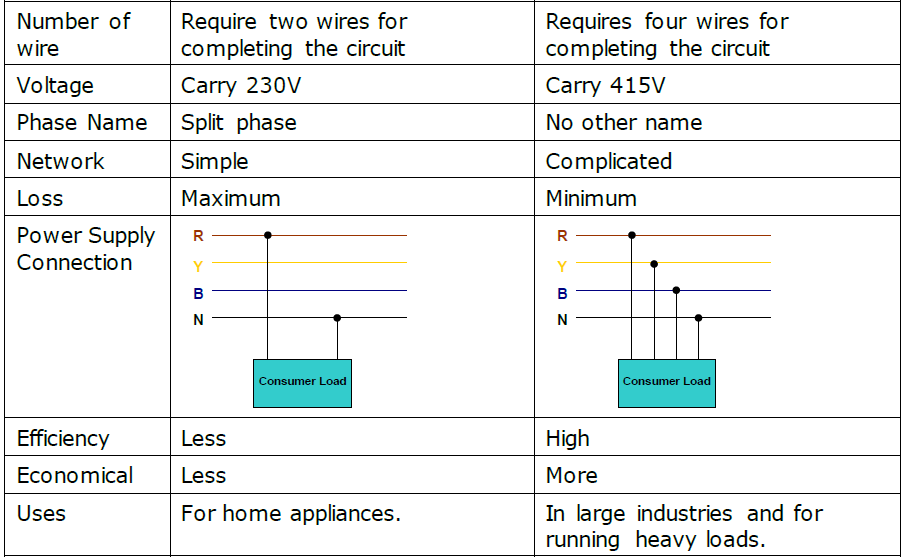 Number of wire
Require two wires for completing the circuit
Requires four wires for completing the circuit
Voltage
Carry 230V
Carry 415V
Phase Name
Split phase
No other name
Network
Simple
Complicated
Loss
Maximum
Minimum
Power Supply Connection
R
Y
B
N
Consumer Load
R
Y
B
N
Consumer Load
Efficiency
Less
High
Economical
Less
More
Uses
For home appliances.
In large industries and for running heavy loads.